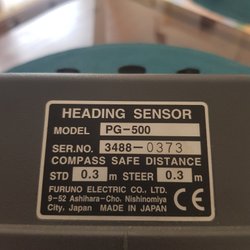 HEADING SENSOR
MODEL PG-500
SER.NO. 3488-0373
COMPASS SAFE DISTANCE
STD 0.3 m STEER 0.3 m
FURUNO ELECTRIC CO., LTD.
9-52 Ashihara-Cho, Nishinomiya
City, Japan MADE IN JAPAN CE